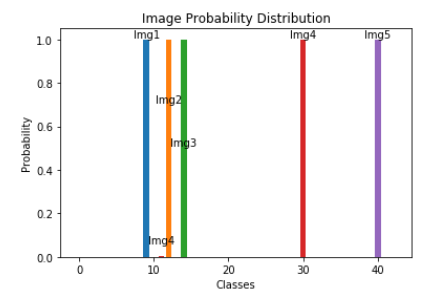 Image Probability Distribution
1.0
0.8
0.6
0.4
0.2
0.0
Probability
Img1
Img2
Img3
Img4
Img4
Img5
0 10 20 30 40
Classes